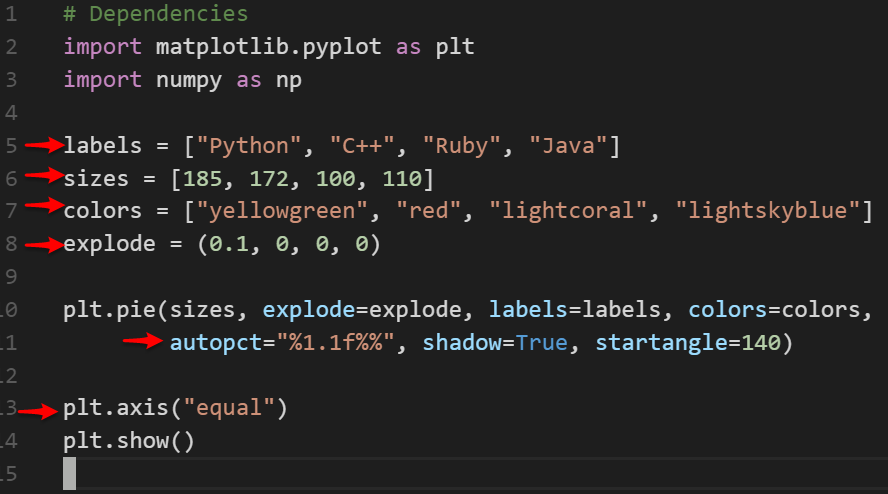 1 # Dependencies
2 import matplotlib.pyplot as plt
3 import numpy as np
4
5 labels = ["Python", "C++", "Ruby", "Java"]
6 sizes = [185, 172, 100, 110]
7 colors = ["yellowgreen", "red", "lightcoral", "lightskyblue"]
8 explode = (0.1, 0, 0, 0)
9
10 plt.pie(sizes, explode=explode, labels=labels, colors=colors,
11         autopct="%1.1f%%", shadow=True, startangle=140)
12
13 plt.axis("equal")
14 plt.show()
15